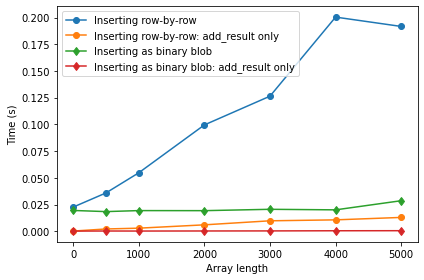 Inserting row-by-row
Inserting row-by-row: add_result only
Inserting as binary blob
Inserting as binary blob: add_result only
0.200
0.175
0.150
0.125
0.100
0.075
0.050
0.025
0.000
Time (s)
0 1000 2000 3000 4000 5000
Array length